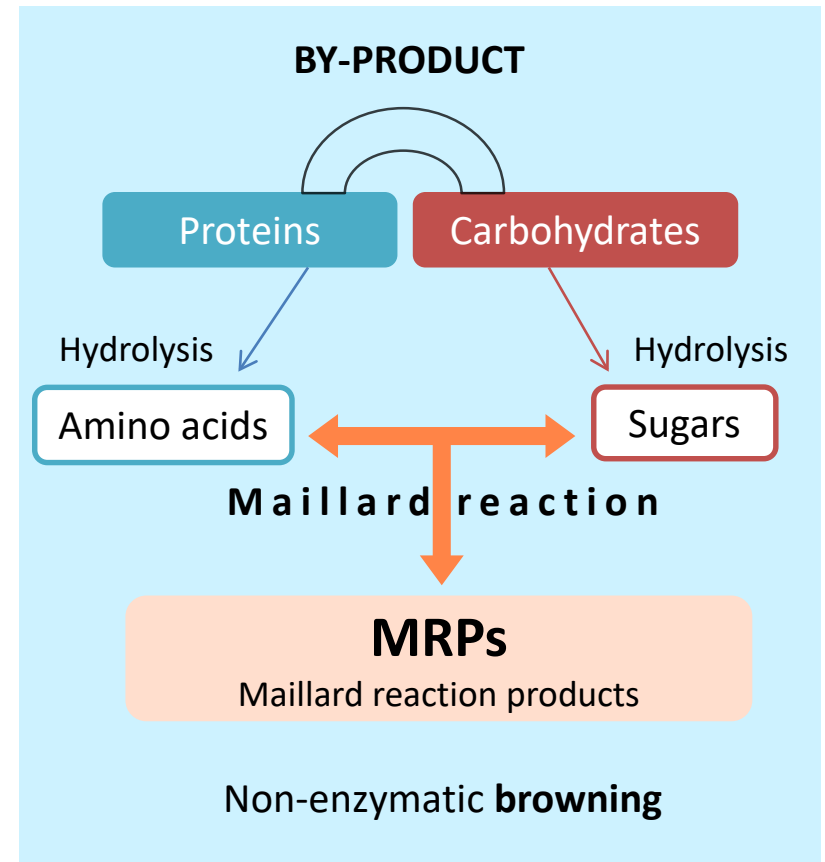 BY-PRODUCT
Proteins
Carbohydrates
Hydrolysis
Hydrolysis
Amino acids
Sugars
Maillard reaction
MRPs
Maillard reaction products
Non-enzymatic browning